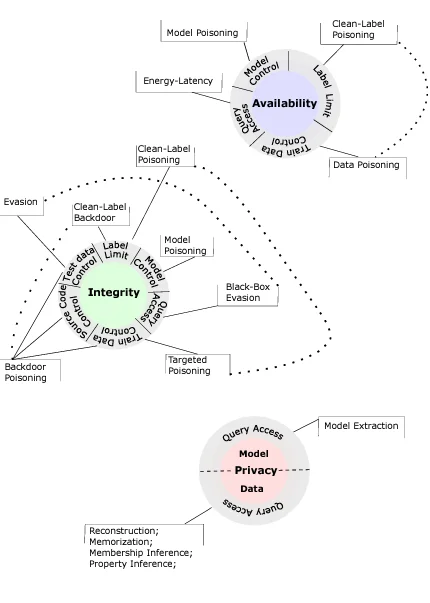 Clean-Label
Poisoning
Model Poisoning
Energy-Latency
Model
Control
Label Limit
Availability
Query
Access
Train Data
Control
Data Poisoning
Clean-Label
Poisoning
Evasion
Clean-Label
Backdoor
Model
Poisoning
Label
Limit
Test data
Control
Model
Control
Integrity
Black-Box
Evasion
Query
Access
Source Code
Control
Train Data
Control
Backdoor
Poisoning
Targeted
Poisoning
Query Access
Model Extraction
Model
Privacy
Data
Query Access
Reconstruction;
Memorization;
Membership Inference;
Property Inference;